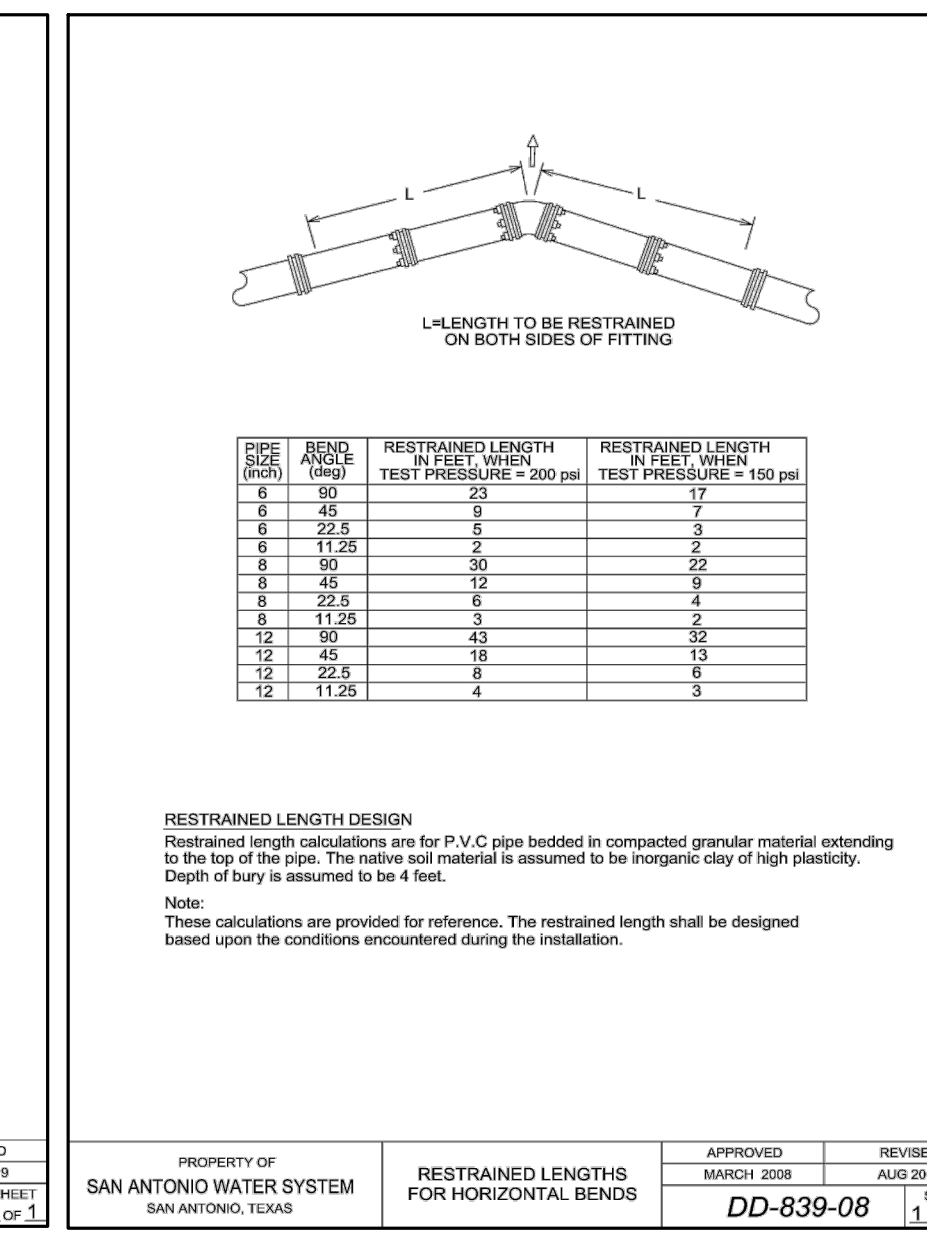 L
L
L=LENGTH TO BE RESTRAINED
ON BOTH SIDES OF FITTING
PIPE SIZE (inch) BEND ANGLE (deg) RESTRAINED LENGTH IN FEET, WHEN TEST PRESSURE = 200 psi RESTRAINED LENGTH IN FEET, WHEN TEST PRESSURE = 150 psi
6 90 23 17
6 45 9 7
6 22.5 5 3
6 11.25 2 2
8 90 30 22
8 45 12 9
8 22.5 6 4
8 11.25 3 2
12 90 43 32
12 45 18 13
12 22.5 8 6
12 11.25 4 3
RESTRAINED LENGTH DESIGN
Restrained length calculations are for P.V.C pipe bedded in compacted granular material extending
to the top of the pipe. The native soil material is assumed to be inorganic clay of high plasticity.
Depth of bury is assumed to be 4 feet.
Note:
These calculations are provided for reference. The restrained length shall be designed
based upon the conditions encountered during the installation.
9
HEET
OF 1
PROPERTY OF
SAN ANTONIO WATER SYSTEM
SAN ANTONIO, TEXAS
RESTRAINED LENGTHS
FOR HORIZONTAL BENDS
APPROVED
MARCH 2008
REVISE
AUG 20
DD-839-08
1